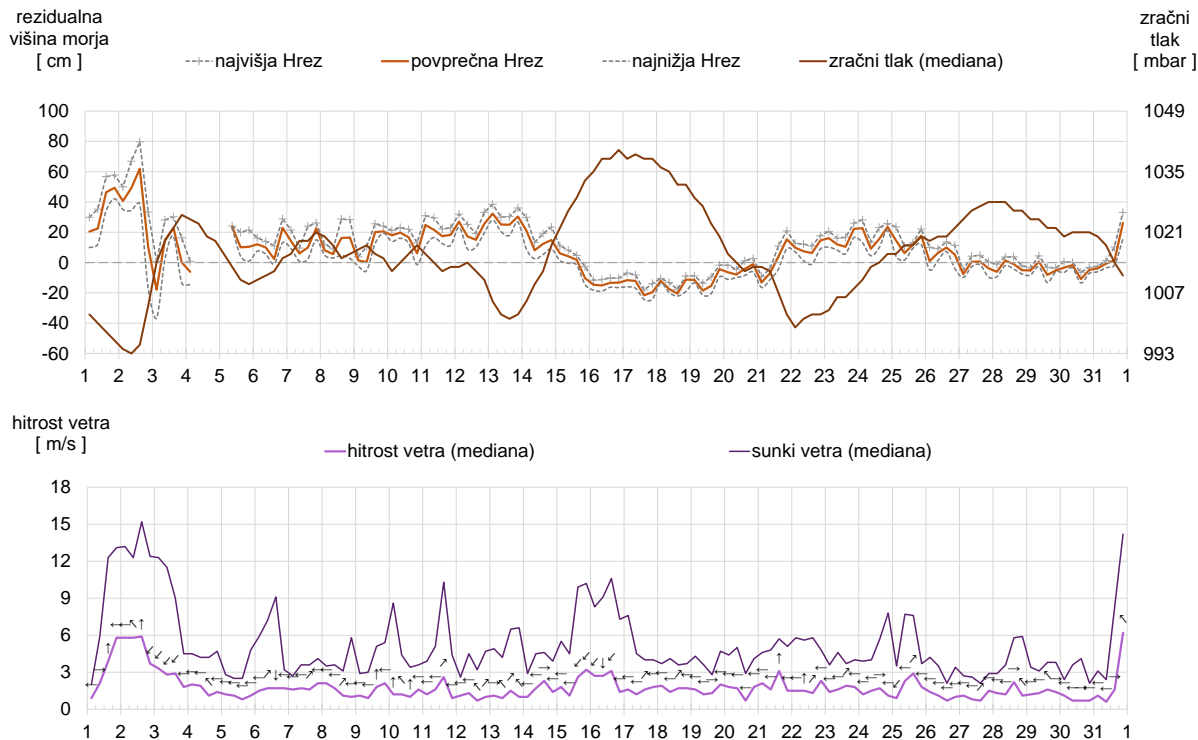 rezidualna
višina morja
[ cm ]
zračni
tlak
[ mbar ]
najvišja Hrez povprečna Hrez najnižja Hrez zračni tlak (mediana)
100 1049
80
60 1035
40
20 1021
0
-20 1007
-40
-60 993
1 2 3 4 5 6 7 8 9 10 11 12 13 14 15 16 17 18 19 20 21 22 23 24 25 26 27 28 29 30 31 1
hitrost vetra
[ m/s ]
hitrost vetra (mediana) sunki vetra (mediana)
18
15
12
9
6
3
0
1 2 3 4 5 6 7 8 9 10 11 12 13 14 15 16 17 18 19 20 21 22 23 24 25 26 27 28 29 30 31 1